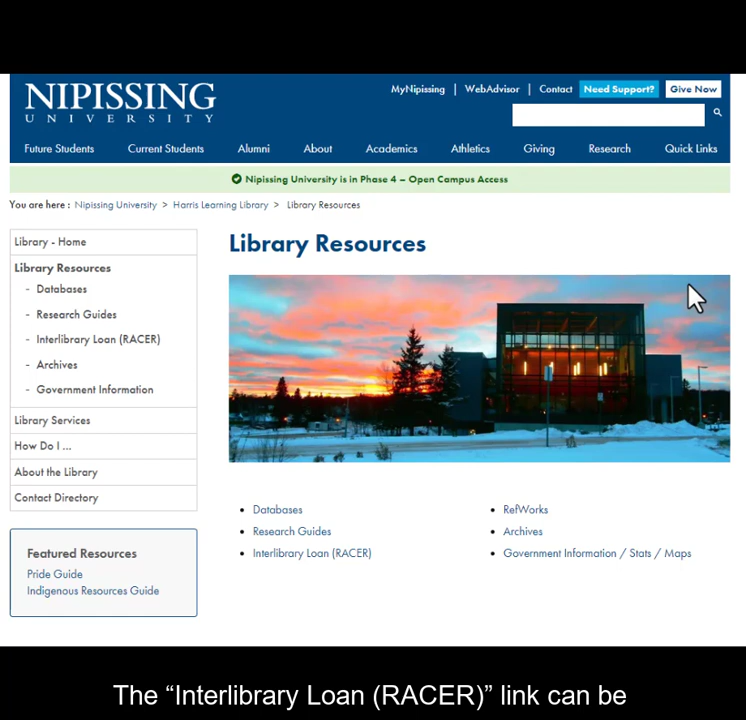 NIPISSING
UNIVERSITY
MyNipissing | WebAdvisor | Contact Need Support? Give Now
Future Students Current Students Alumni About Academics Athletics Giving Research Quick Links
Nipissing University is in Phase 4 – Open Campus Access
You are here : Nipissing University > Harris Learning Library > Library Resources
Library - Home
Library Resources
- Databases
- Research Guides
- Interlibrary Loan (RACER)
- Archives
- Government Information
Library Services
How Do I ...
About the Library
Contact Directory
Featured Resources
Pride Guide
Indigenous Resources Guide
Library Resources
• Databases
• Research Guides
• Interlibrary Loan (RACER)
• RefWorks
• Archives
• Government Information / Stats / Maps
The “Interlibrary Loan (RACER)” link can be